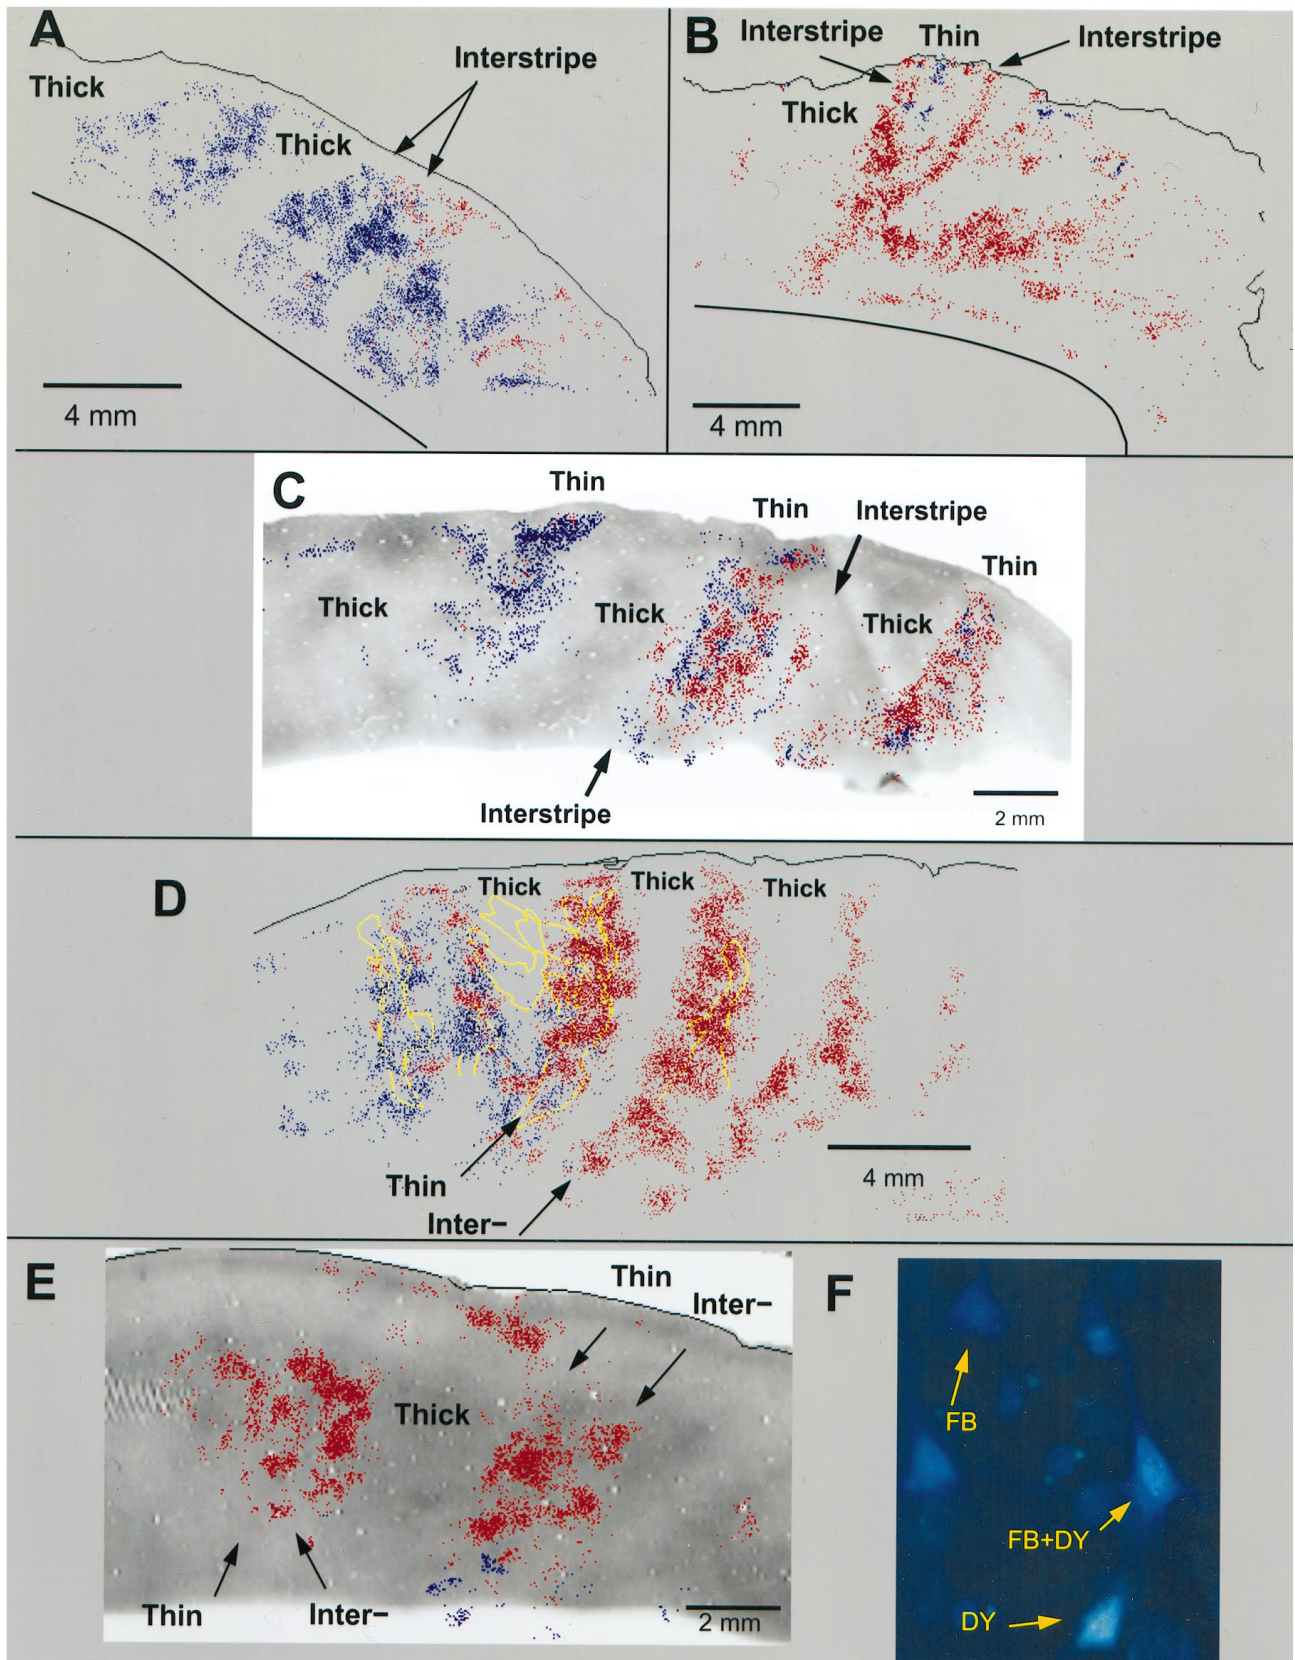 A
Thick
Thick
Interstripe
4 mm
B
Interstripe
Thin
Interstripe
Thick
4 mm
C
Thin
Thin
Interstripe
Thin
Thick
Thick
Thick
Interstripe
2 mm
D
Thick
Thick
Thick
Thin
Inter–
4 mm
E
Thin
Inter–
Thick
Thin
Inter–
2 mm
F
FB
FB+DY
DY